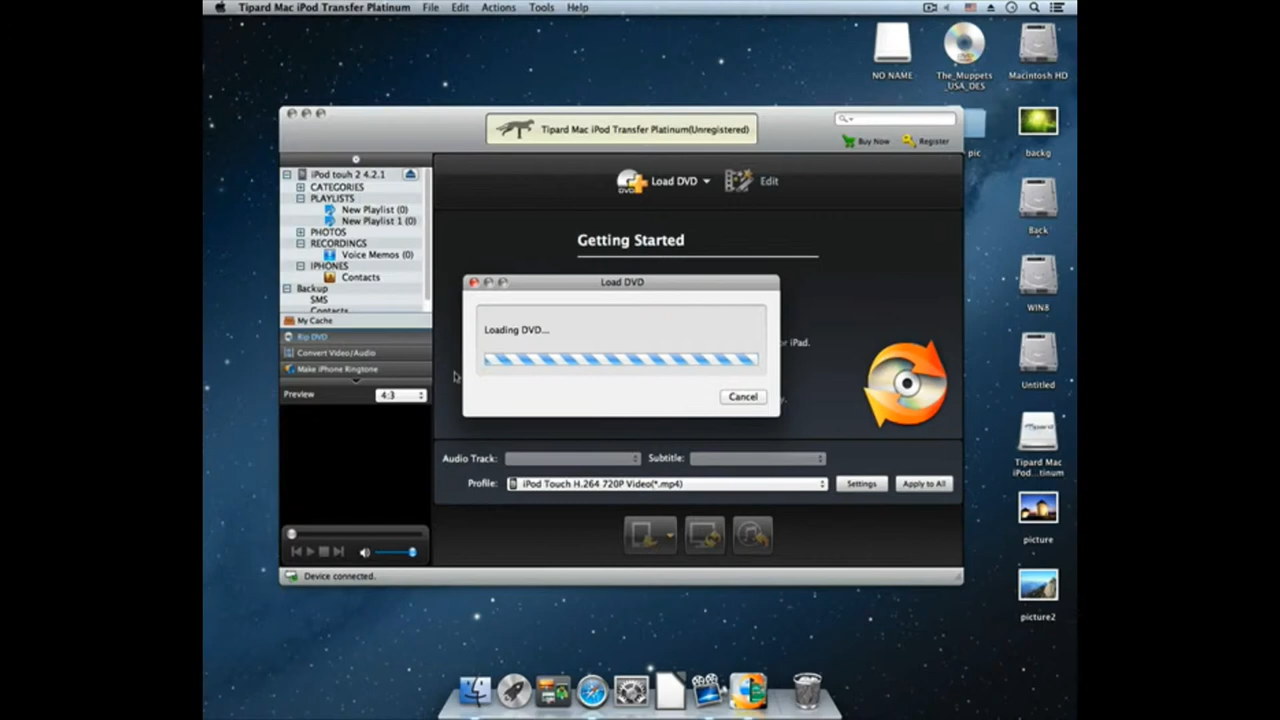 Tipard Mac iPod Transfer Platinum File Edit Actions Tools Help
NO NAME
The_Muppets
_USA_DES
Macintosh HD
Tipard Mac iPod Transfer Platinum(Unregistered)
Buy Now Register
pic
backg
iPod touh 2 4.2.1
CATEGORIES
PLAYLISTS
New Playlist (0)
New Playlist 1 (0)
PHOTOS
RECORDINGS
Voice Memos (0)
IPHONES
Contacts
Backup
SMS
Contacts
My Cache
Rip DVD
Convert Video/Audio
Make iPhone Ringtone
Preview 4:3
Load DVD Edit
Getting Started
Load DVD
Loading DVD...
Cancel
or iPad.
Audio Track: Subtitle:
Profile: iPod Touch H.264 720P Video(*.mp4) Settings Apply to All
Device connected.
Back
WIN8
Untitled
Tipard
Tipard Mac
iPod...tinum
picture
picture2